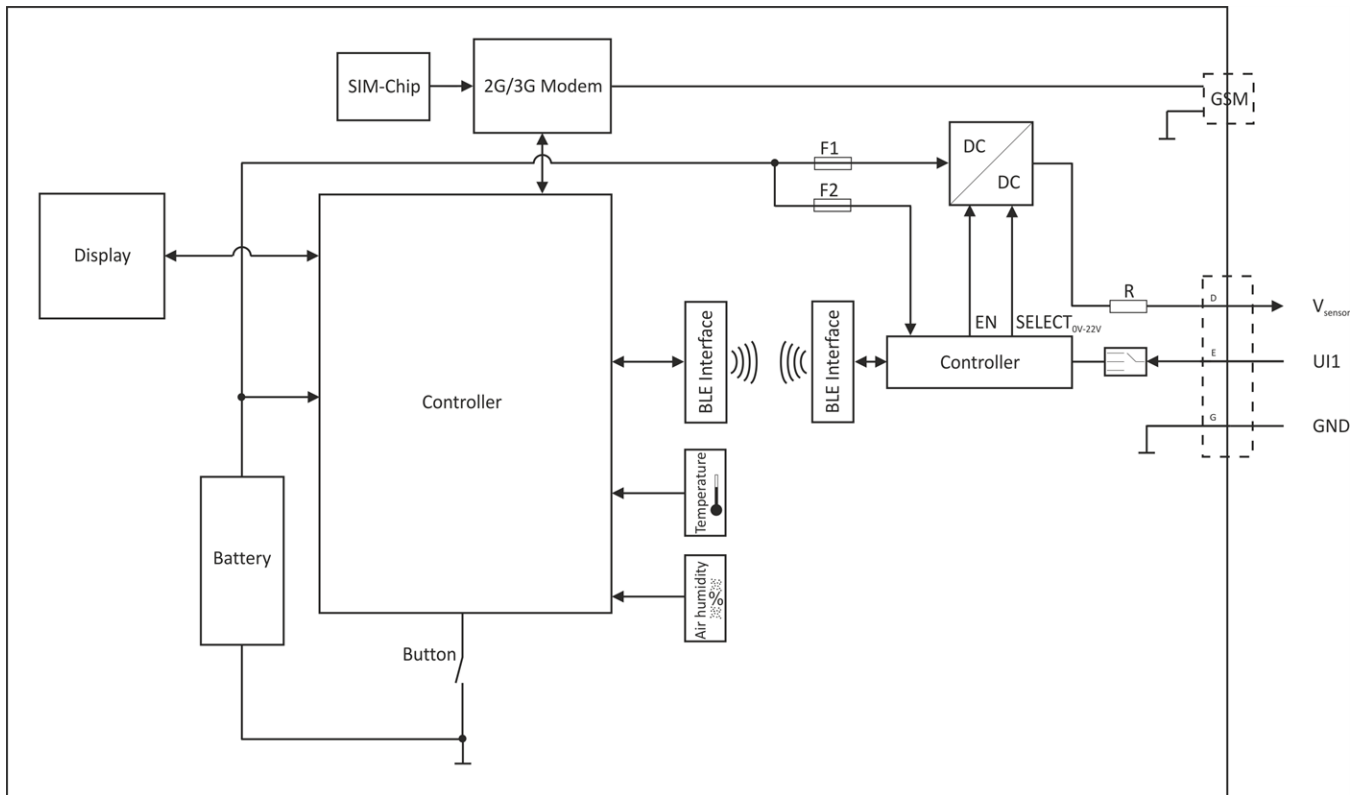 SIM-Chip
2G/3G Modem
GSM
F1
DC
DC
F2
Display
R
D
Vsensor
EN
SELECT0V-22V
BLE Interface
BLE Interface
Controller
E
UI1
Controller
G
GND
Temperature
Battery
Air humidity
%
Button